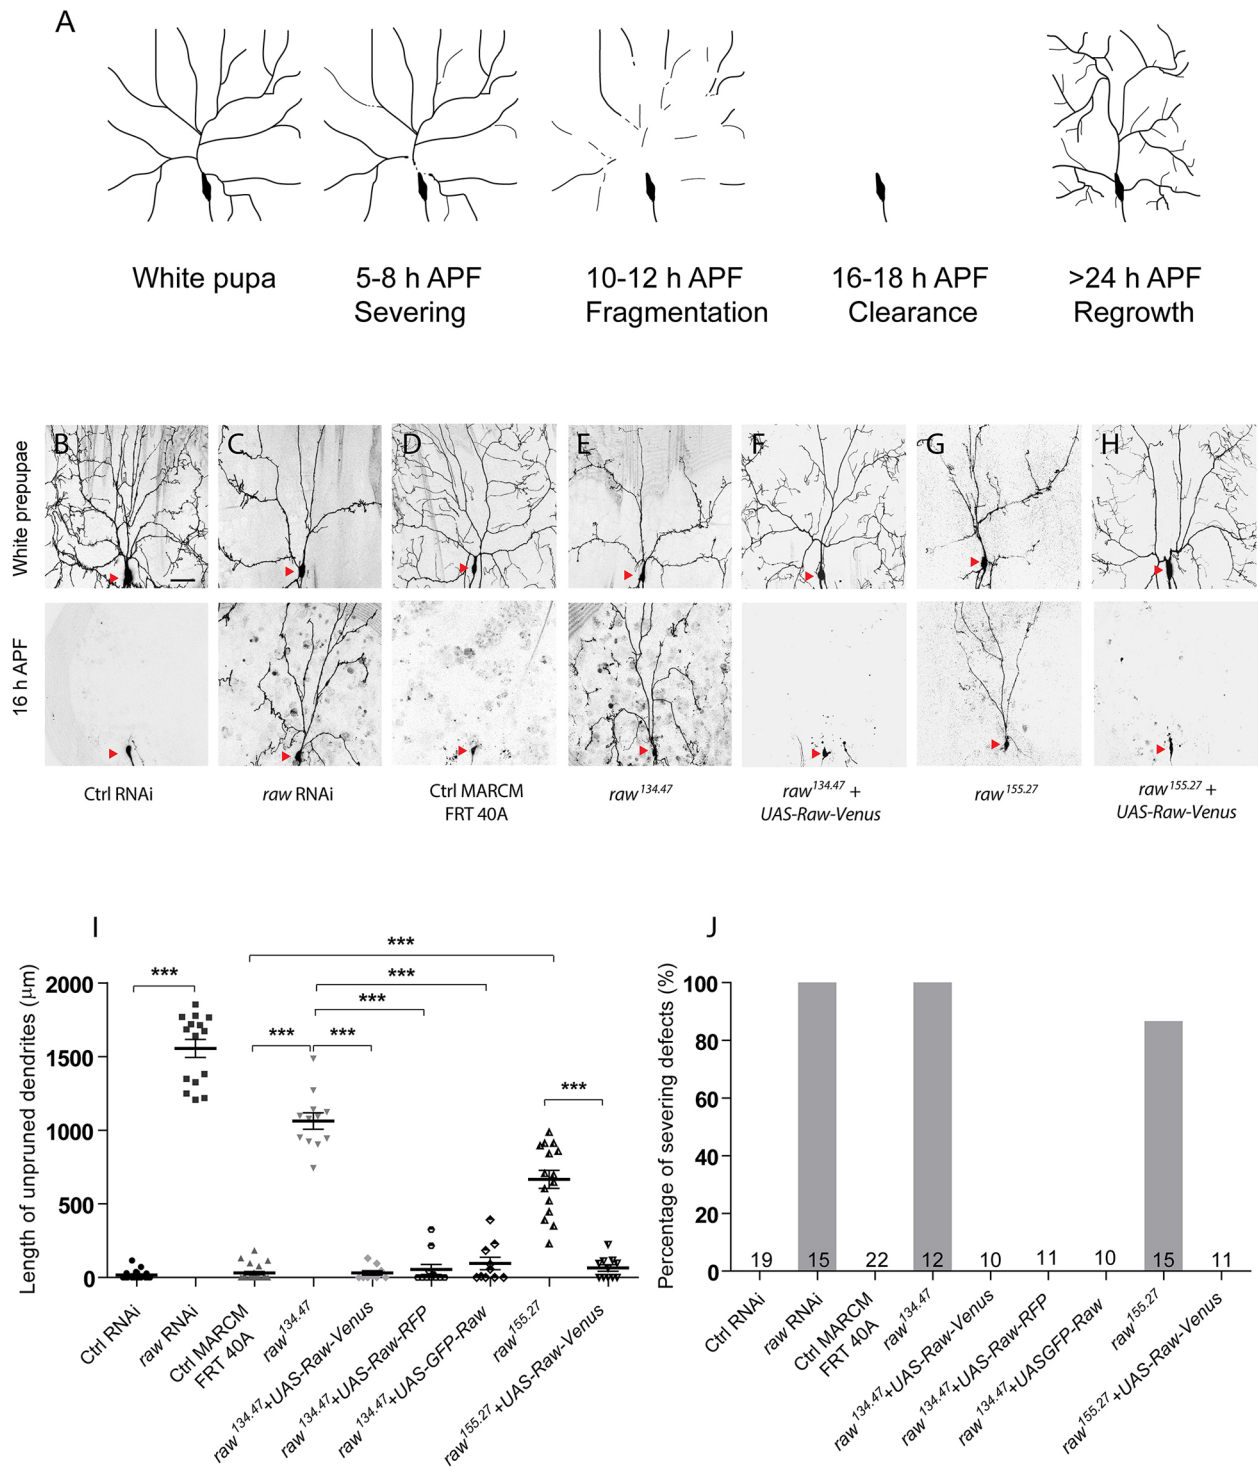 A
White pupa
5-8 h APF
Severing
10-12 h APF
Fragmentation
16-18 h APF
Clearance
>24 h APF
Regrowth
White prepupae
B
C
D
E
F
G
H
16 h APF
Ctrl RNAi
raw RNAi
Ctrl MARCM
FRT 40A
raw134.47
raw134.47 +
UAS-Raw-Venus
raw155.27
raw155.27 +
UAS-Raw-Venus
I
Length of unpruned dendrites (µm)
2000
1500
1000
500
0
***
***
***
***
***
***
***
Ctrl RNAi
raw RNAi
Ctrl MARCM
FRT 40A
raw134.47
raw134.47+UAS-Raw-Venus
raw134.47+UAS-Raw-RFP
raw134.47+UAS-GFP-Raw
raw155.27
raw155.27+UAS-Raw-Venus
J
Percentage of severing defects (%)
100
80
60
40
20
0
19
15
22
12
10
11
10
15
11
Ctrl RNAi
raw RNAi
Ctrl MARCM
FRT 40A
raw134.47
raw134.47+UAS-Raw-Venus
raw134.47+UAS-Raw-RFP
raw134.47+UASGFP-Raw
raw155.27
raw155.27+UAS-Raw-Venus